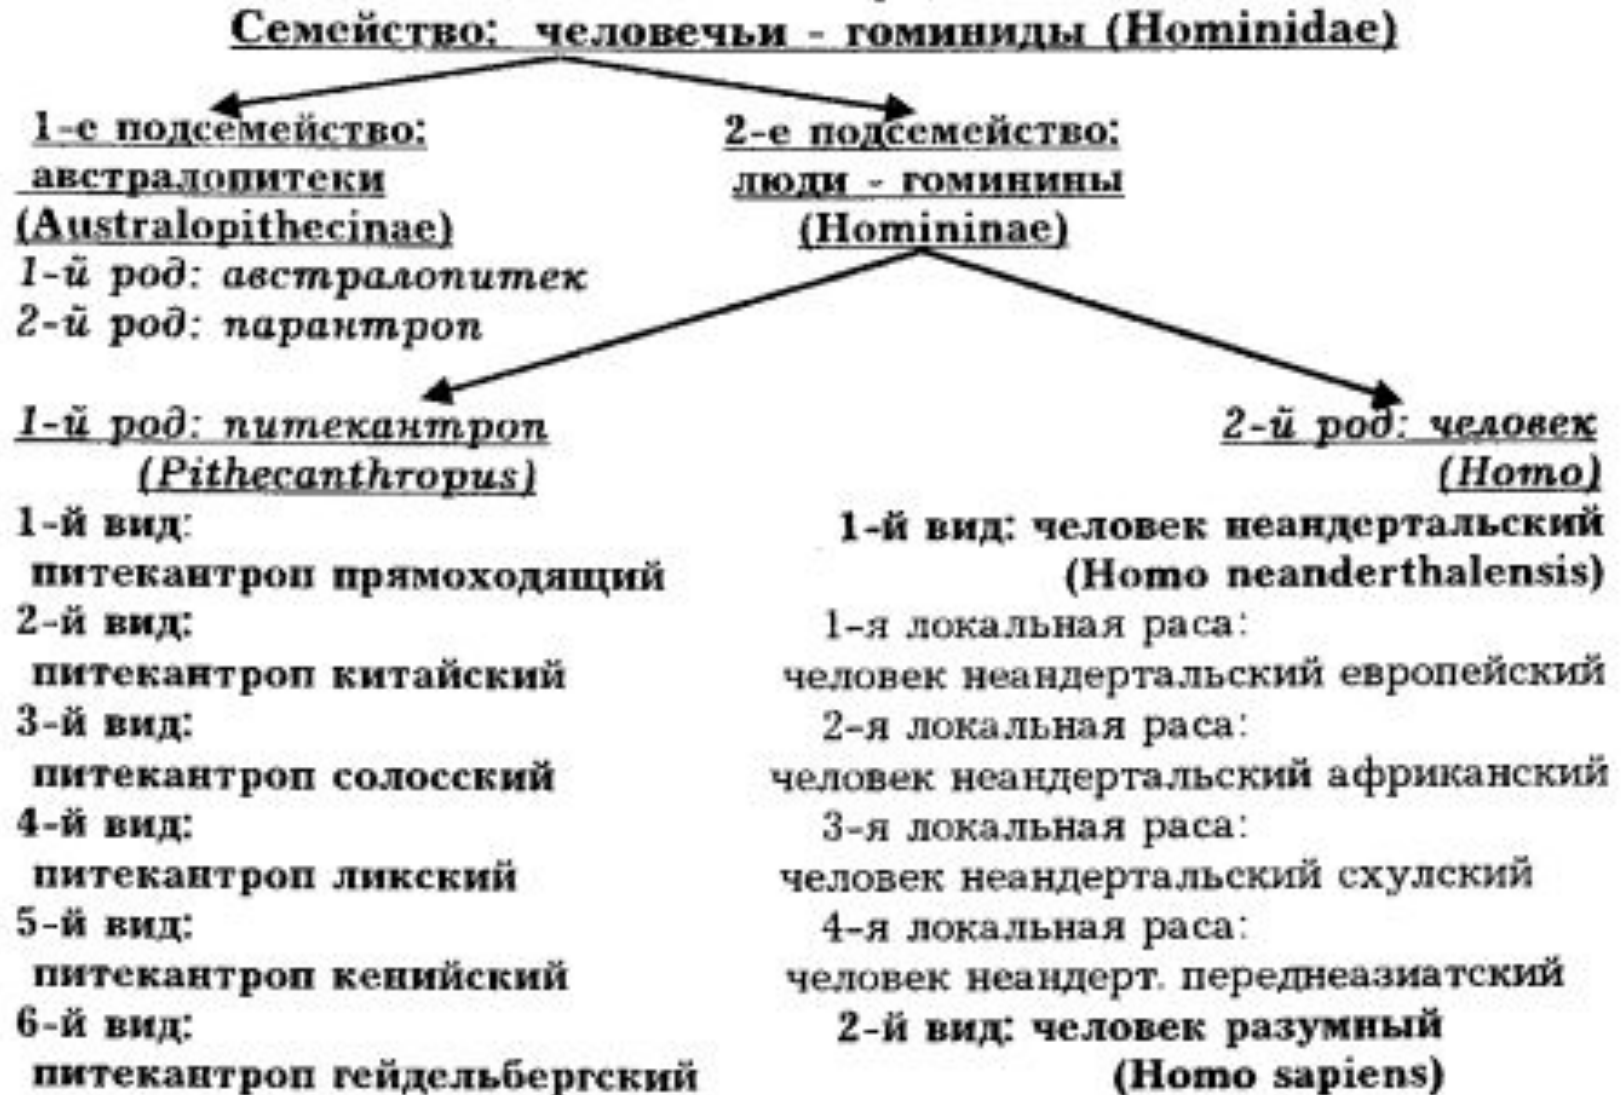 Семейство: человечьи - гоминиды (Hominidae)
1-е подсемейство:
австралопитеки
(Australopithecinae)
1-й род: австралопитек
2-й род: парантроп
2-е подсемейство:
люди - гоминины
(Homininae)
1-й род: питекантроп
(Pithecanthropus)
1-й вид:
питекантроп прямоходящий
2-й вид:
питекантроп китайский
3-й вид:
питекантроп солосский
4-й вид:
питекантроп ликский
5-й вид:
питекантроп кенийский
6-й вид:
питекантроп гейдельбергский
2-й род: человек
(Homo)
1-й вид: человек неандертальский
(Homo neanderthalensis)
1-я локальная раса:
человек неандертальский европейский
2-я локальная раса:
человек неандертальский африканский
3-я локальная раса:
человек неандертальский схулский
4-я локальная раса:
человек неандерт. переднеазиатский
2-й вид: человек разумный
(Homo sapiens)